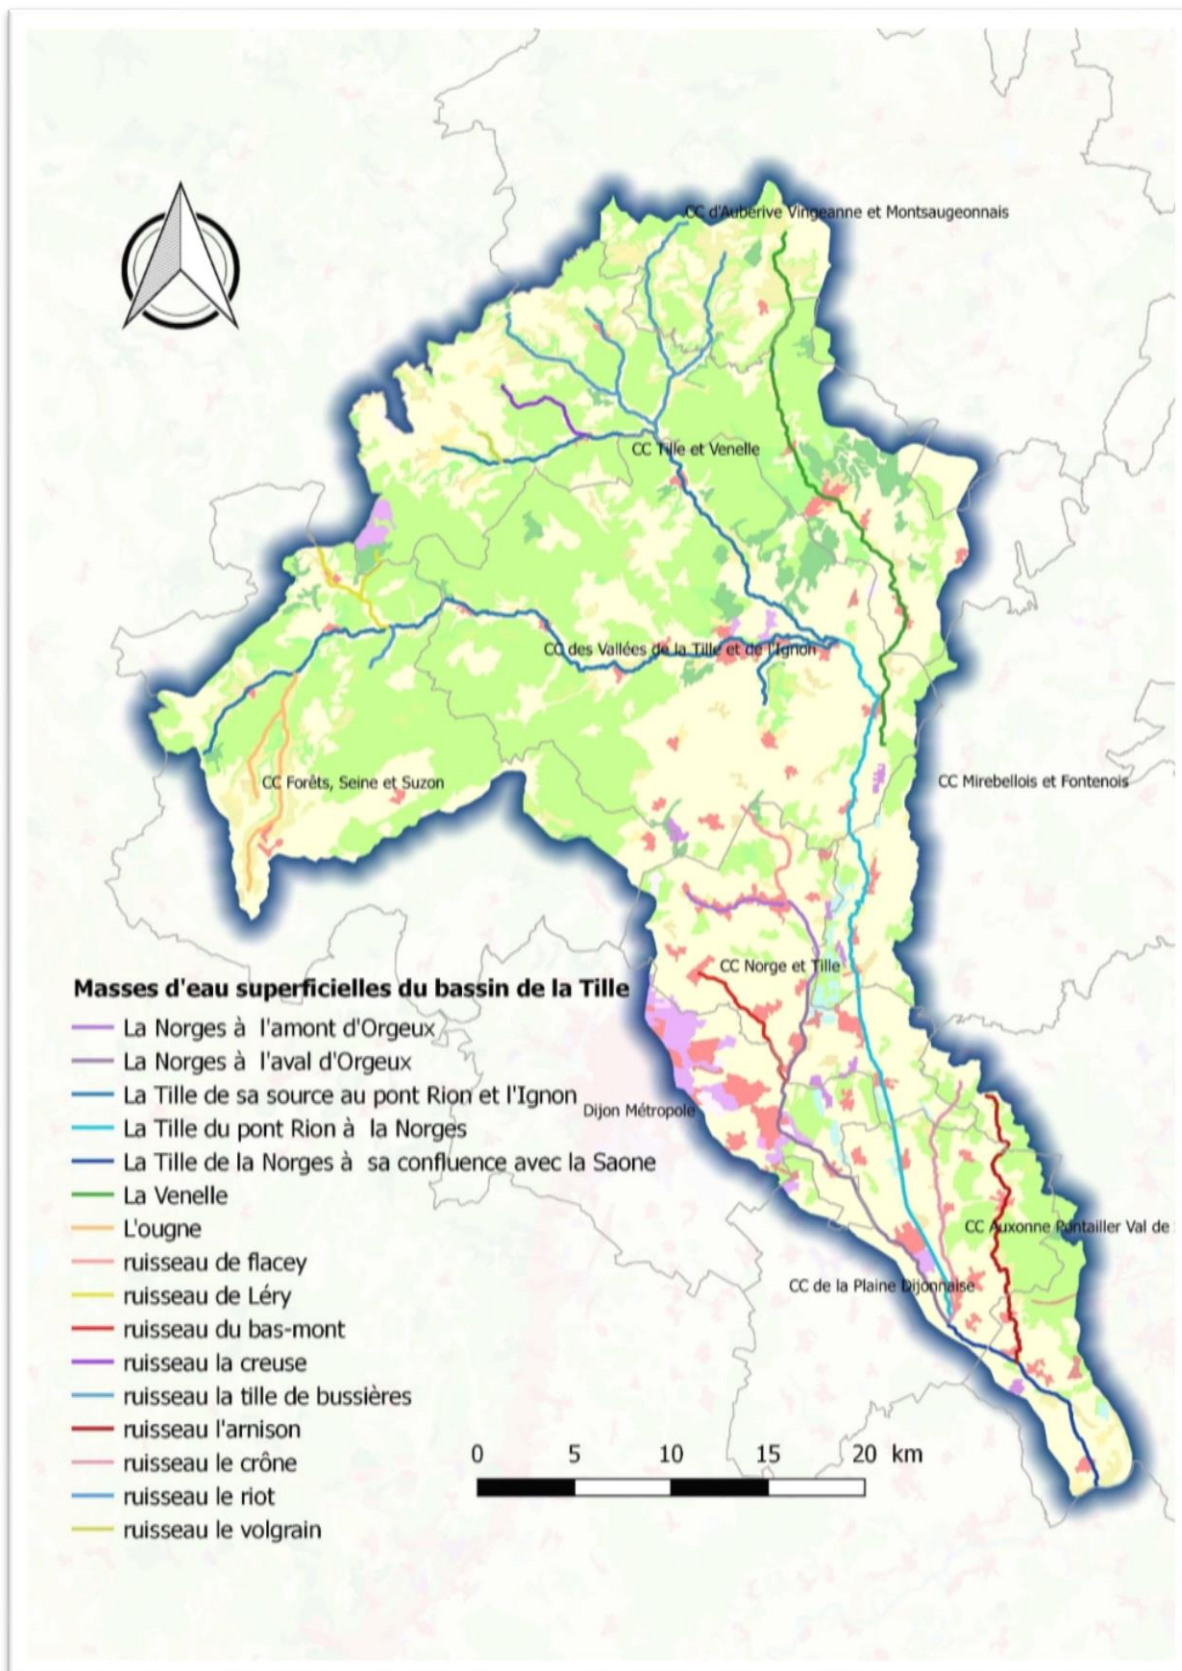 CC d'Auberive Vingeanne et Montsaugeonnais
CC Tille et Venelle
CC des Vallées de la Tille et de l'Ignon
CC Forêts, Seine et Suzon
CC Mirebellois et Fontenois
CC Norge et Tille
Masses d'eau superficielles du bassin de la Tille
La Norges à l'amont d'Orgeux
La Norges à l'aval d'Orgeux
La Tille de sa source au pont Rion et l'Ignon
Dijon Métropole
La Tille du pont Rion à la Norges
La Tille de la Norges à sa confluence avec la Saone
La Venelle
L'ougne
CC Auxonne Pontailler Val de
ruisseau de flacey
CC de la Plaine Dijonnaise
ruisseau de Léry
ruisseau du bas-mont
ruisseau la creuse
ruisseau la tille de bussières
ruisseau l'arnison
ruisseau le crône
ruisseau le riot
ruisseau le volgrain
0 5 10 15 20 km